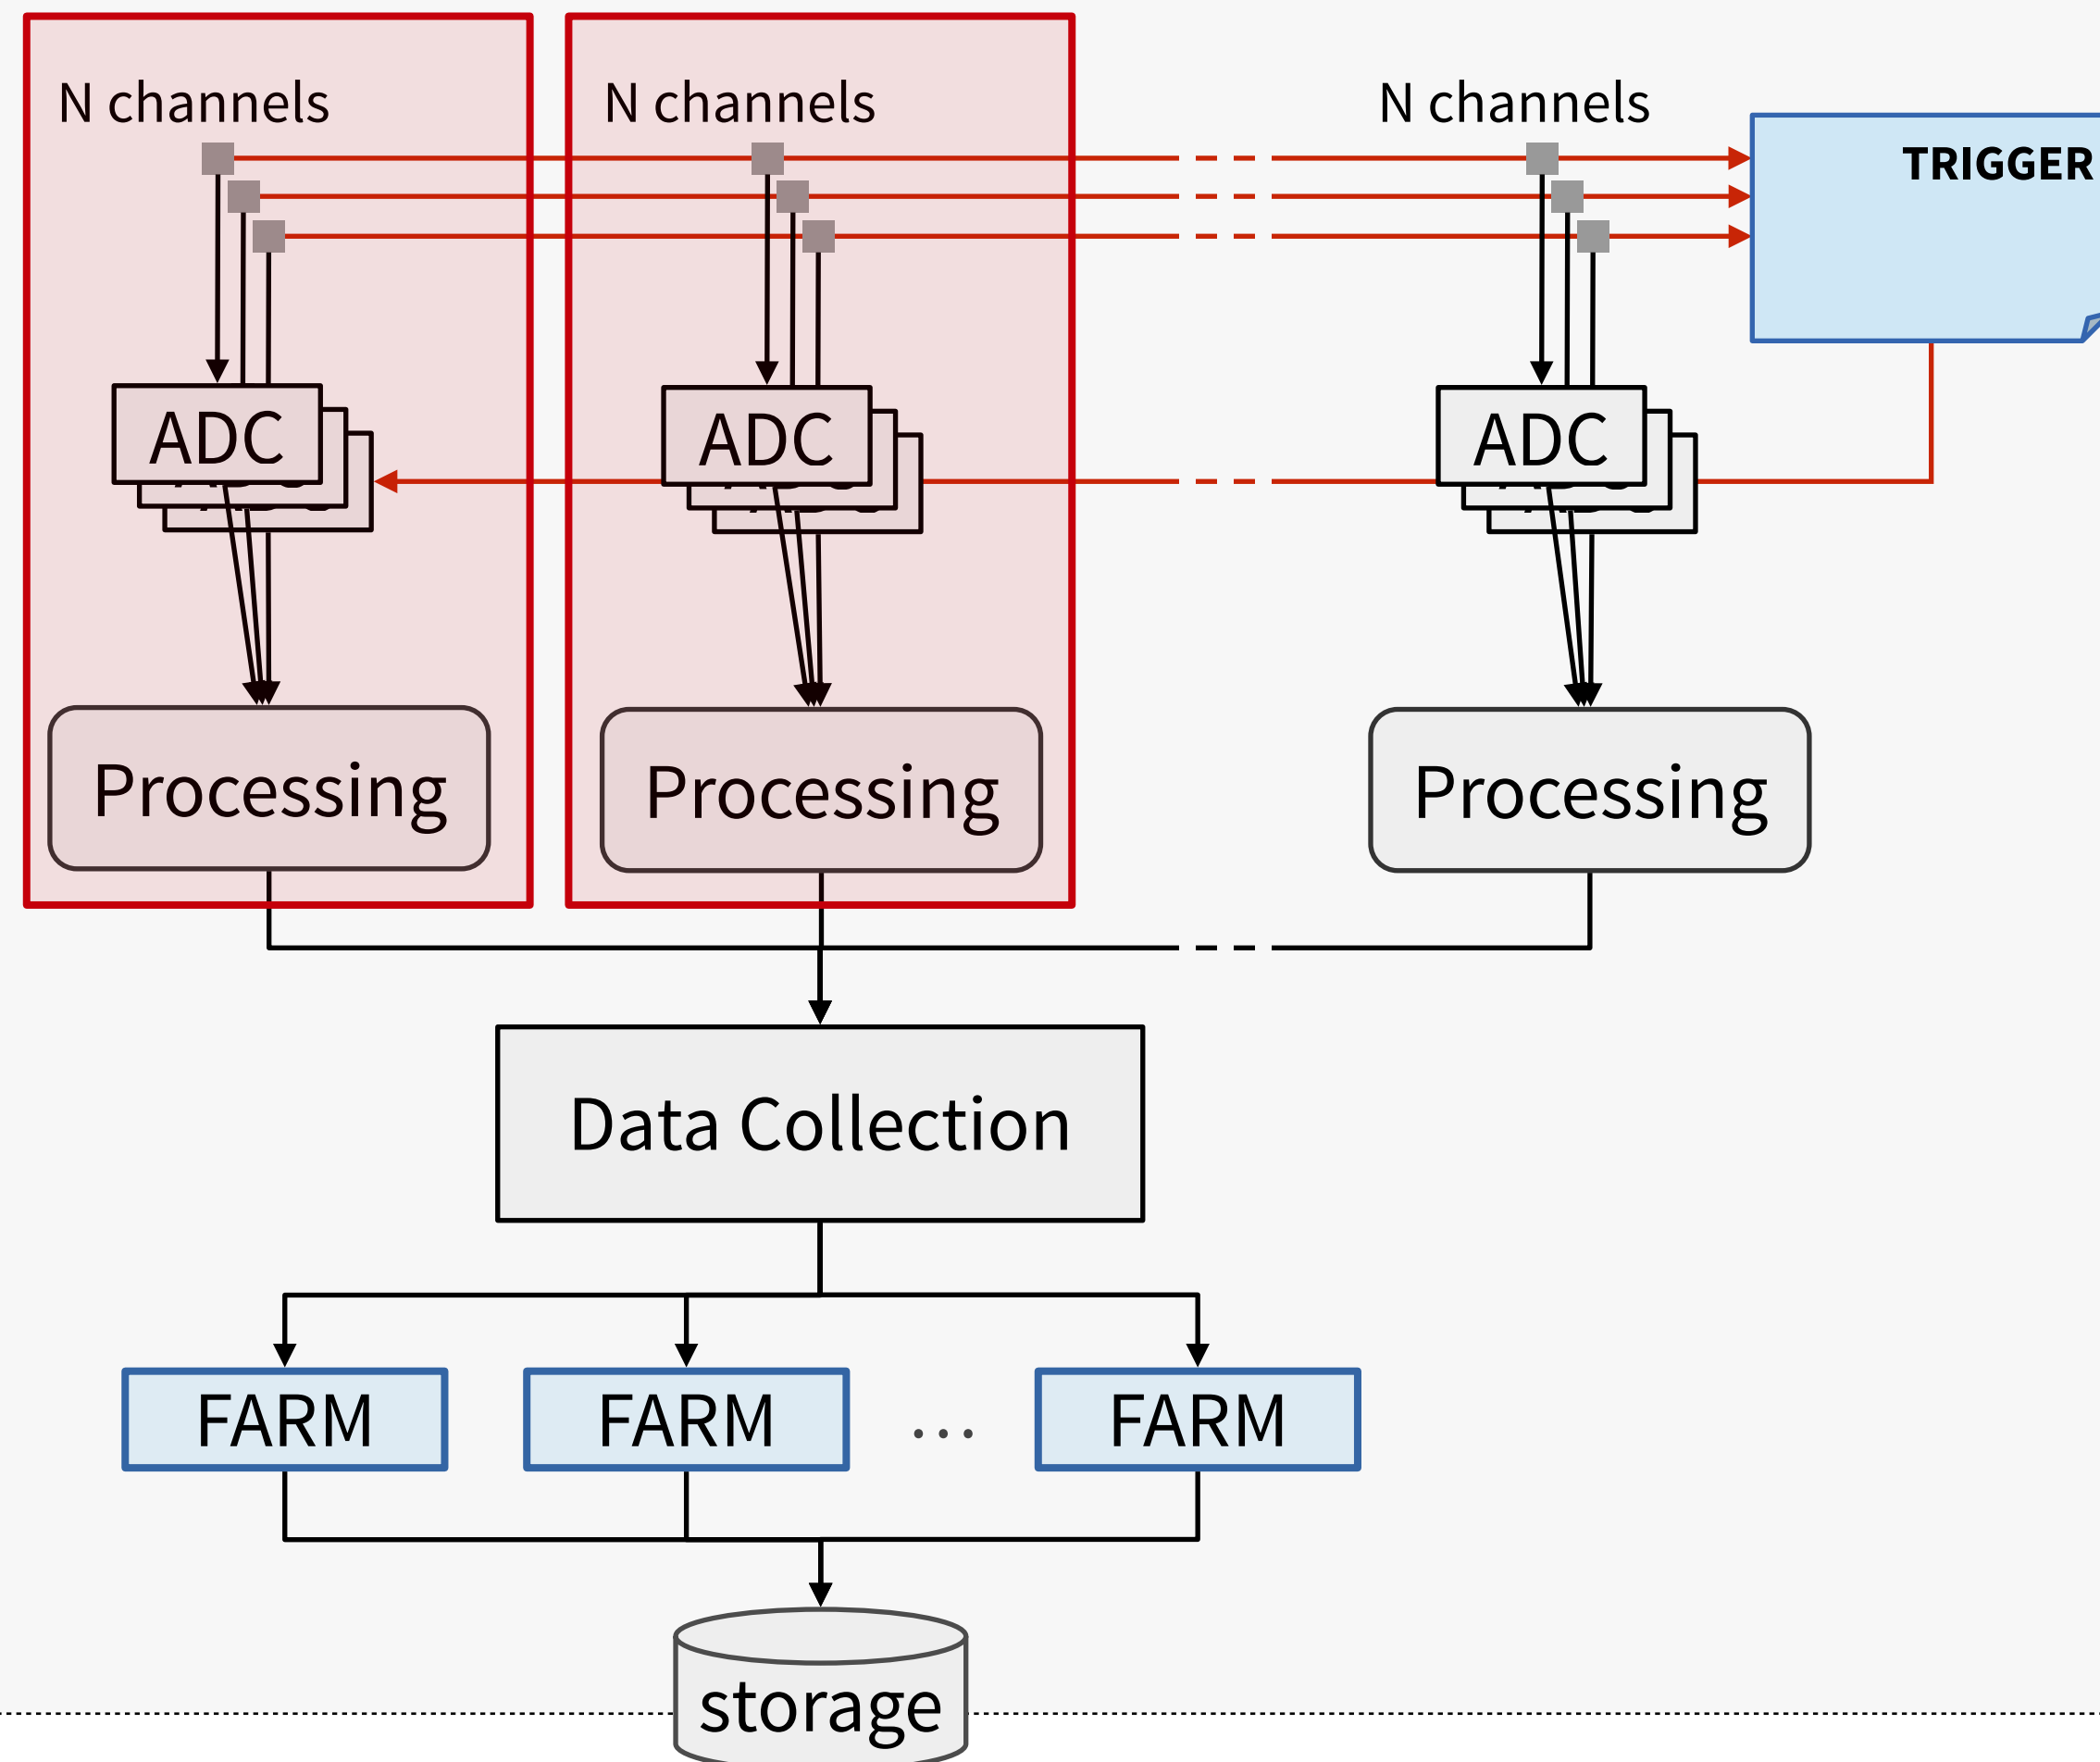 N channels
N channels
N channels
TRIGGER
ADC
ADC
ADC
Processing
Processing
Processing
Data Collection
FARM
FARM
...
FARM
storage